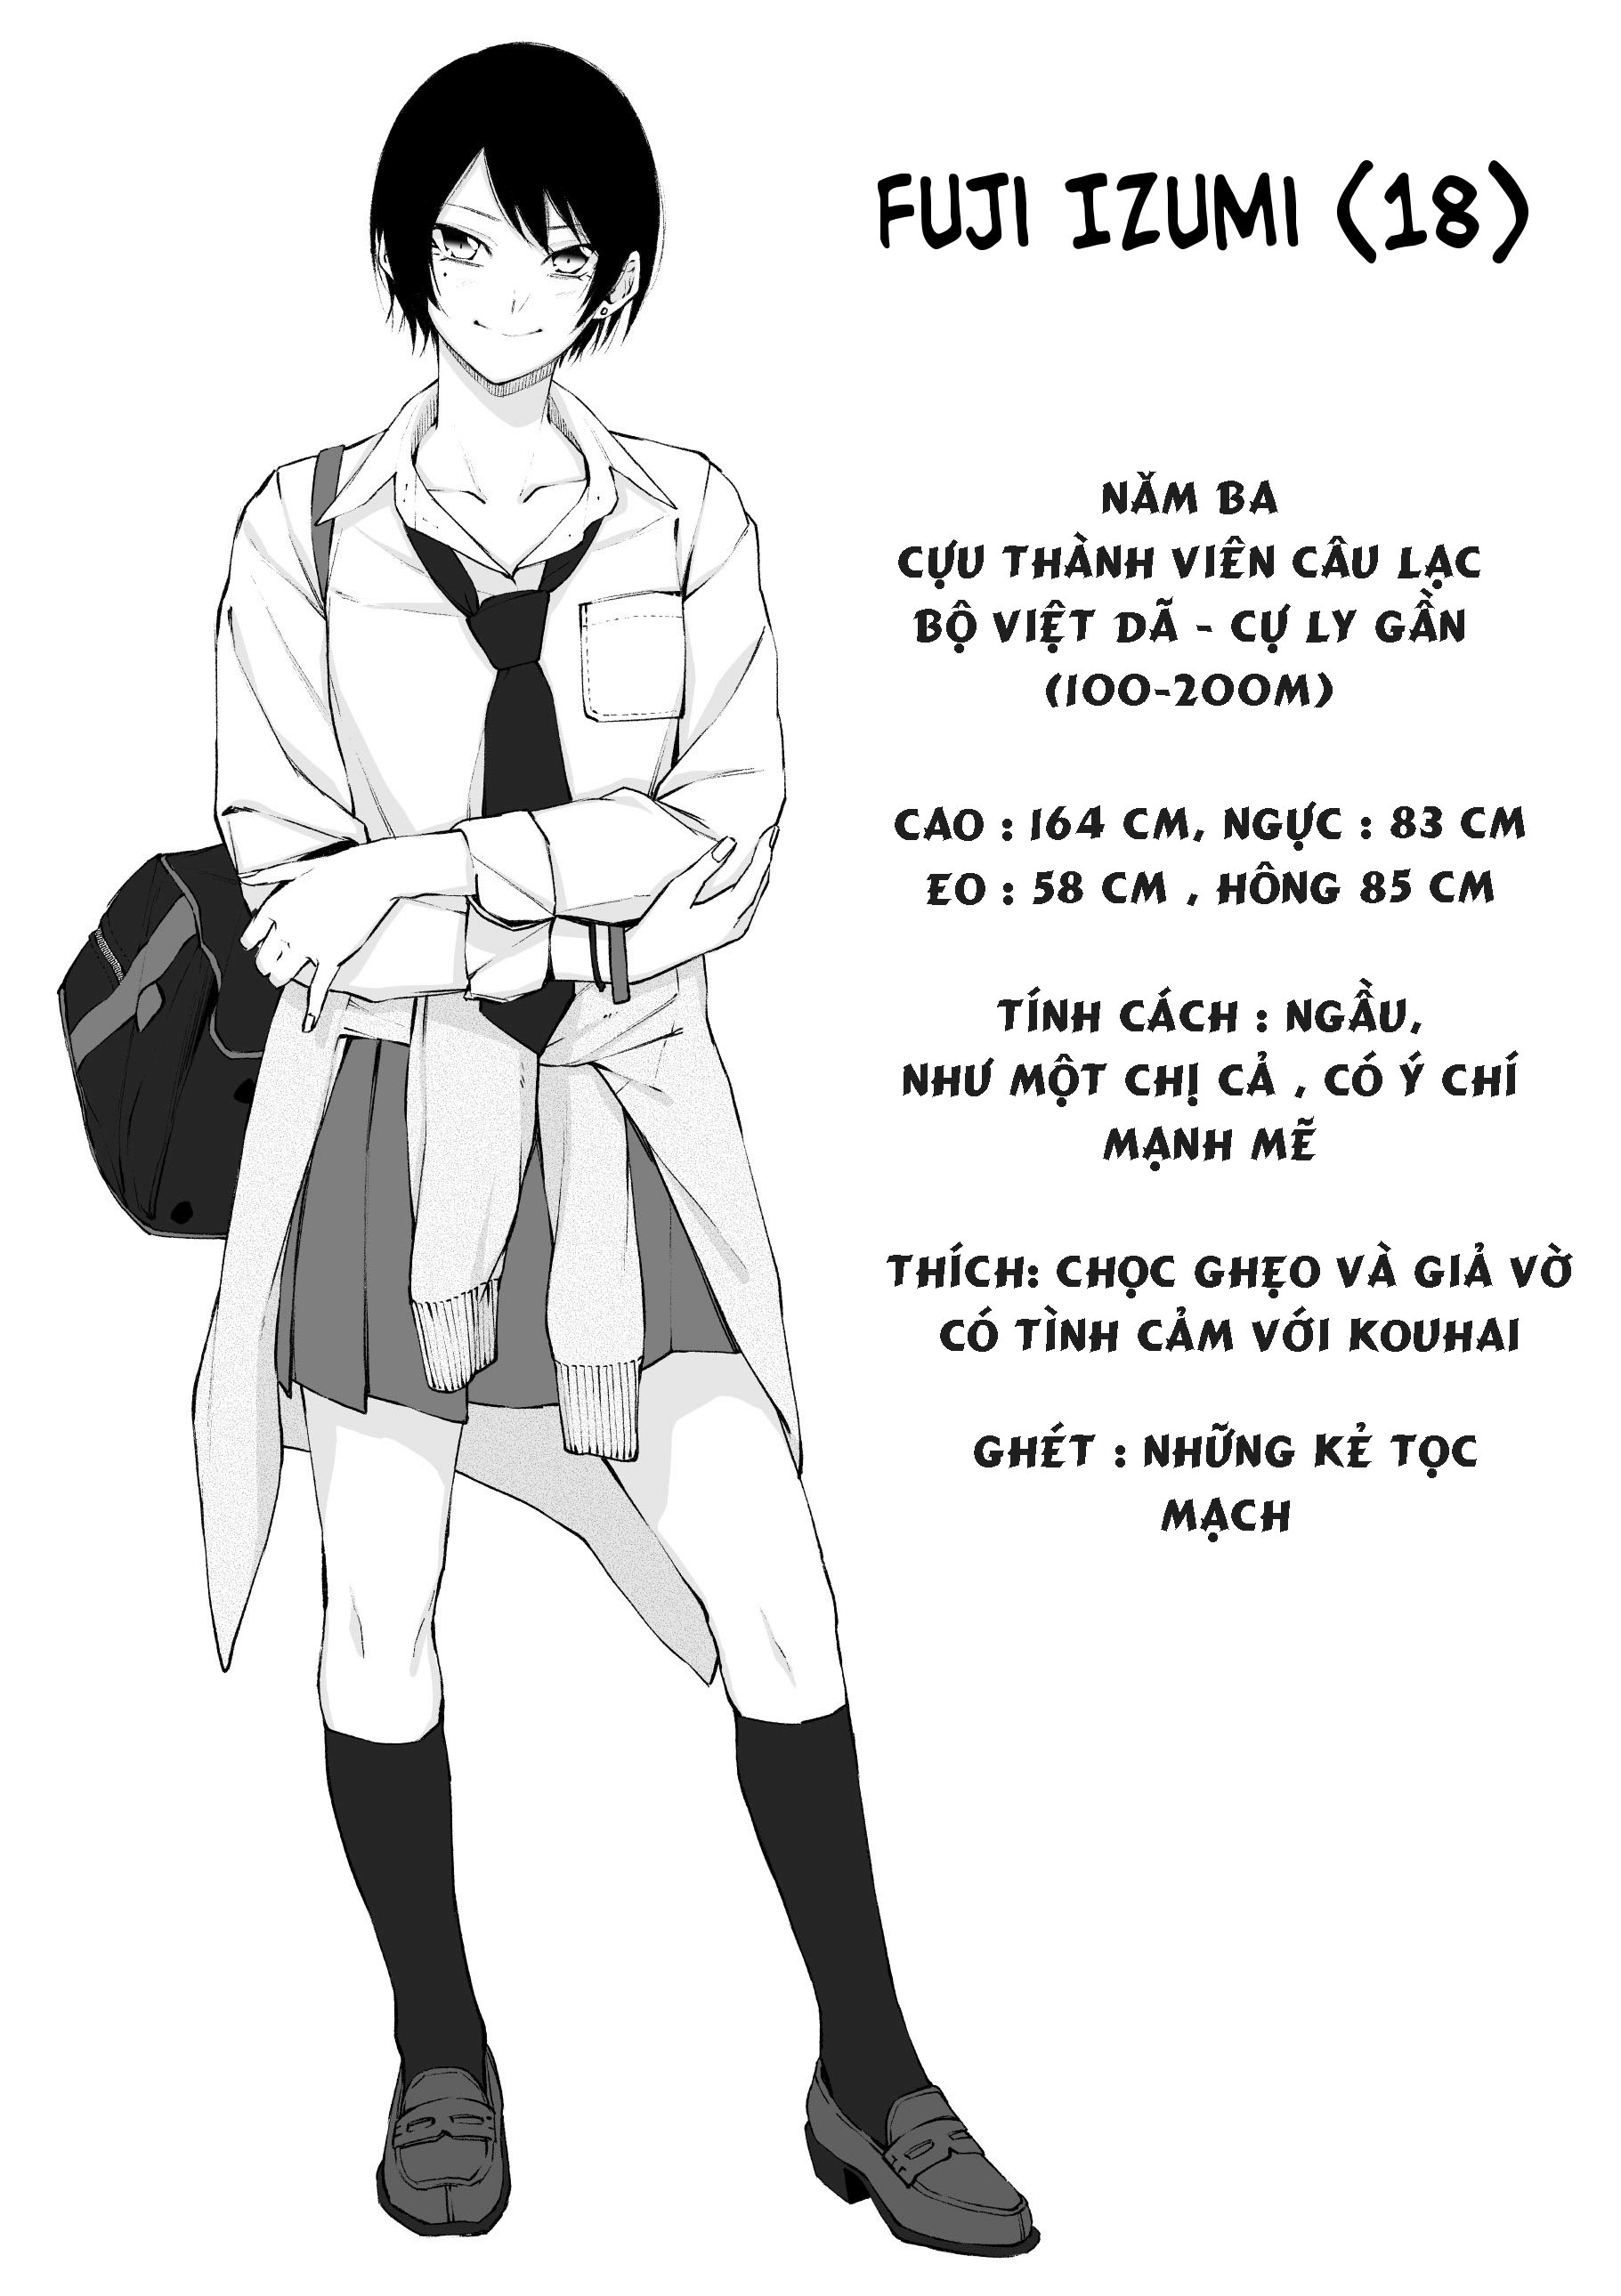 FUJI IZUMI (18)
NĂM BA
CỰU THÀNH VIÊN CÂU LẠC
BỘ VIỆT DÃ - CỰ LY GẦN
(100-200M)
CAO : 164 CM, NGỰC : 83 CM
EO : 58 CM , HÔNG 85 CM
TÍNH CÁCH : NGẦU,
NHƯ MỘT CHỊ CẢ , CÓ Ý CHÍ
MẠNH MẼ
THÍCH: CHỌC GHẸO VÀ GIẢ VỜ
CÓ TÌNH CẢM VỚI KOUHAI
GHÉT : NHỮNG KẺ TỌC
MẠCH